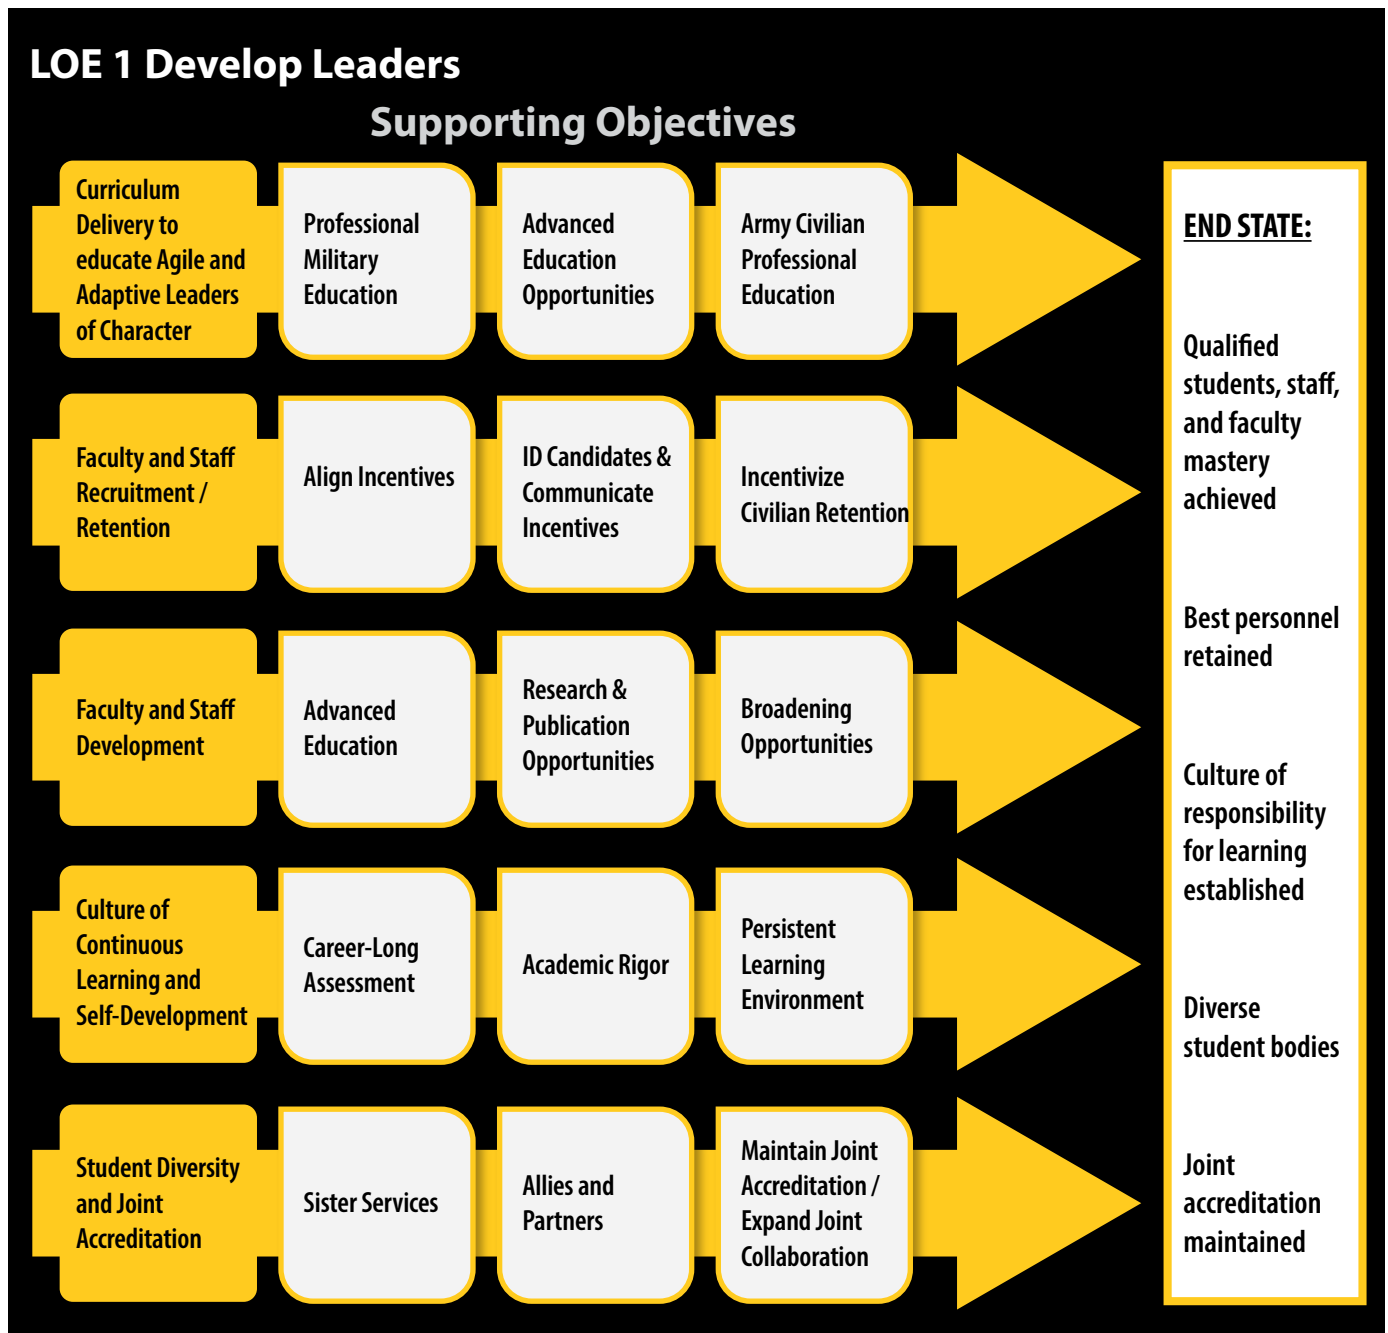 LOE 1 Develop Leaders
Supporting Objectives
Curriculum
Delivery to
educate Agile and
Adaptive Leaders
of Character
Professional
Military
Education
Advanced
Education
Opportunities
Army Civilian
Professional
Education
Faculty and Staff
Recruitment /
Retention
Align Incentives
ID Candidates &
Communicate
Incentives
Incentivize
Civilian Retention
Faculty and Staff
Development
Advanced
Education
Research &
Publication
Opportunities
Broadening
Opportunities
Culture of
Continuous
Learning and
Self-Development
Career-Long
Assessment
Academic Rigor
Persistent
Learning
Environment
Student Diversity
and Joint
Accreditation
Sister Services
Allies and
Partners
Maintain Joint
Accreditation /
Expand Joint
Collaboration
END STATE:
Qualified
students, staff,
and faculty
mastery
achieved
Best personnel
retained
Culture of
responsibility
for learning
established
Diverse
student bodies
Joint
accreditation
maintained